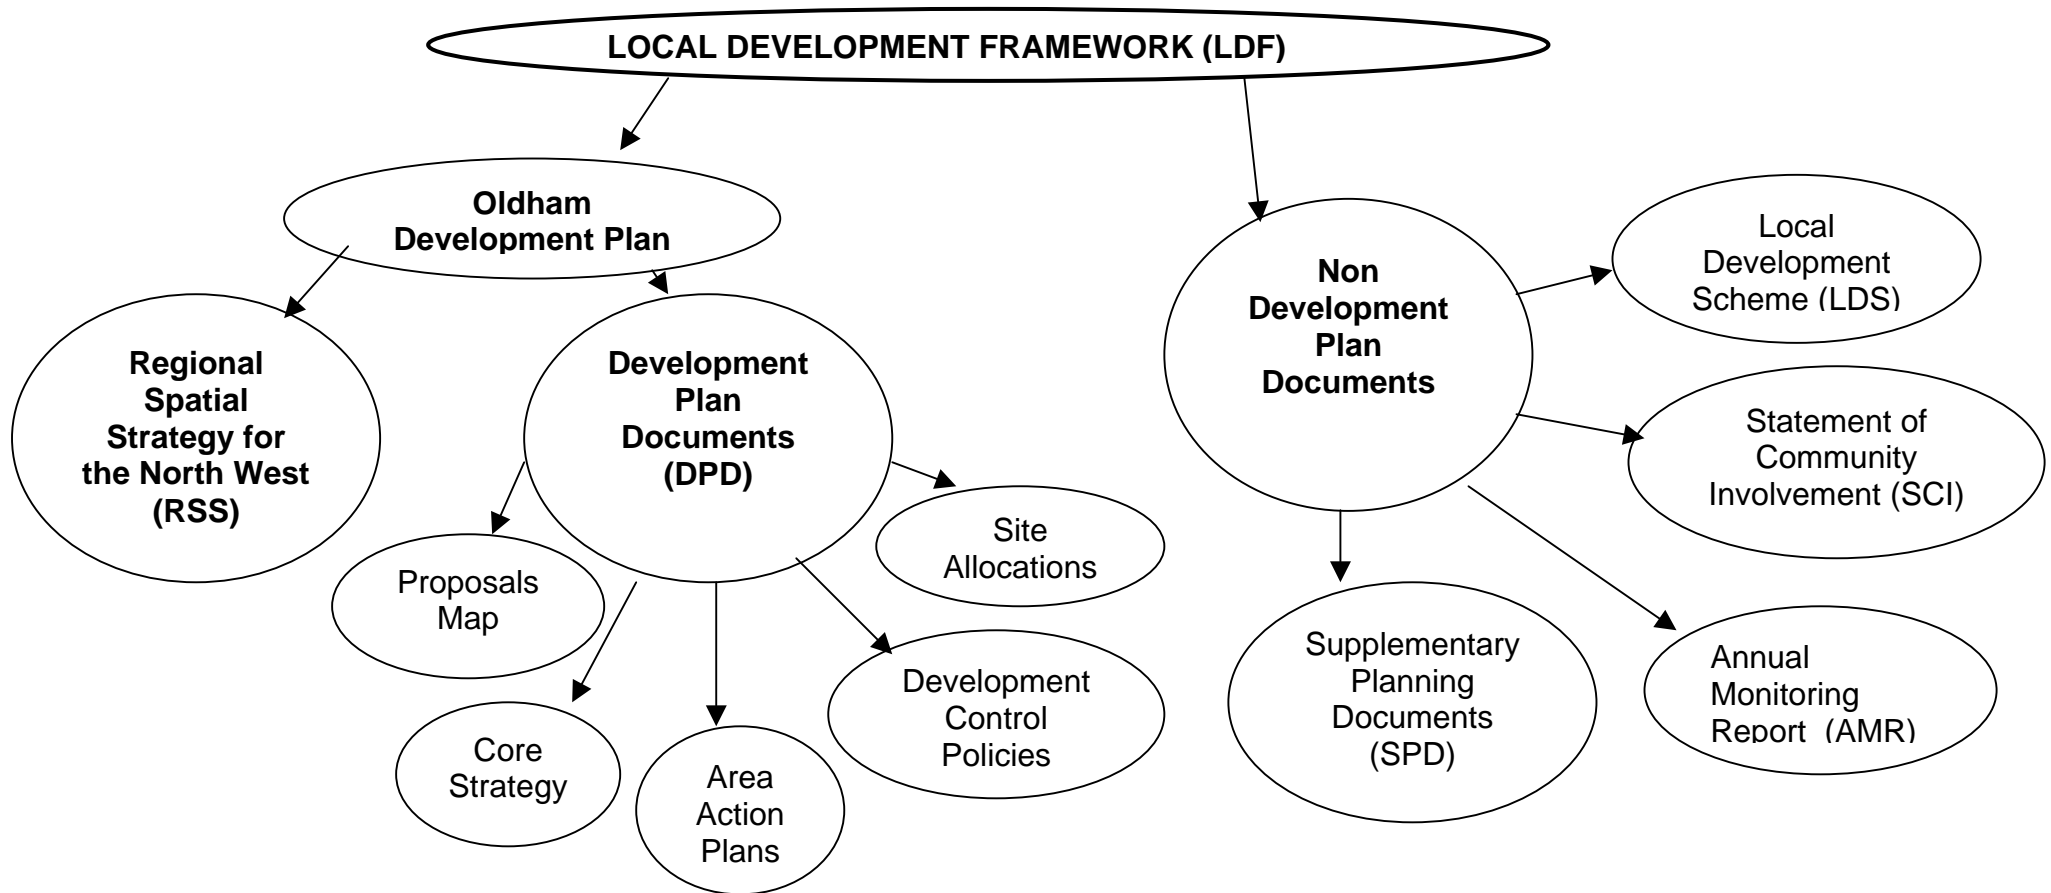 LOCAL DEVELOPMENT FRAMEWORK (LDF)
Oldham
Development Plan
Regional
Spatial
Strategy for
the North West
(RSS)
Development
Plan
Documents
(DPD)
Proposals
Map
Core
Strategy
Area
Action
Plans
Development
Control
Policies
Site
Allocations
Non
Development
Plan
Documents
Local
Development
Scheme (LDS)
Statement of
Community
Involvement (SCI)
Supplementary
Planning
Documents
(SPD)
Annual
Monitoring
Report (AMR)